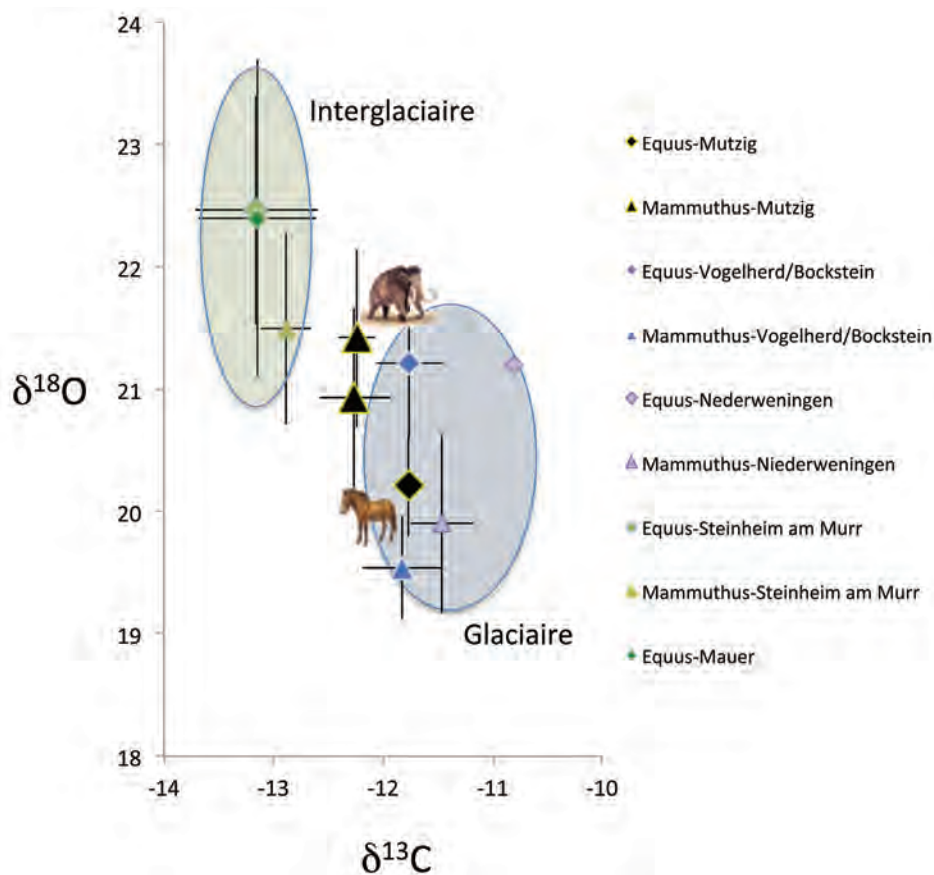 24
23
22
21
20
19
18
-14
-13
-12
-11
-10
δ18O
δ13C
Interglaciaire
Glaciaire
Equus-Mutzig
Mammuthus-Mutzig
Equus-Vogelherd/Bockstein
Mammuthus-Vogelherd/Bockstein
Equus-Nederweningen
Mammuthus-Niederweningen
Equus-Steinheim am Murr
Mammuthus-Steinheim am Murr
Equus-Mauer